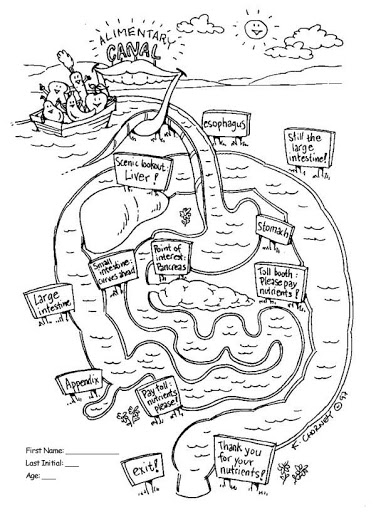 ALIMENTARY
CANAL
esophagus
Still the
large
intestine!
Scenic lookout:
Liver!
Stomach
Small
intestine:
curves ahead
Point of
interest:
Pancreas
Toll booth:
Please pay
nutrients!
Large
intestine
Appendix
Pay toll:
nutrients
please!
K CHORNEY © 97
First Name:
Last Initial:
Age:
exit!
Thank you
for your
nutrients!